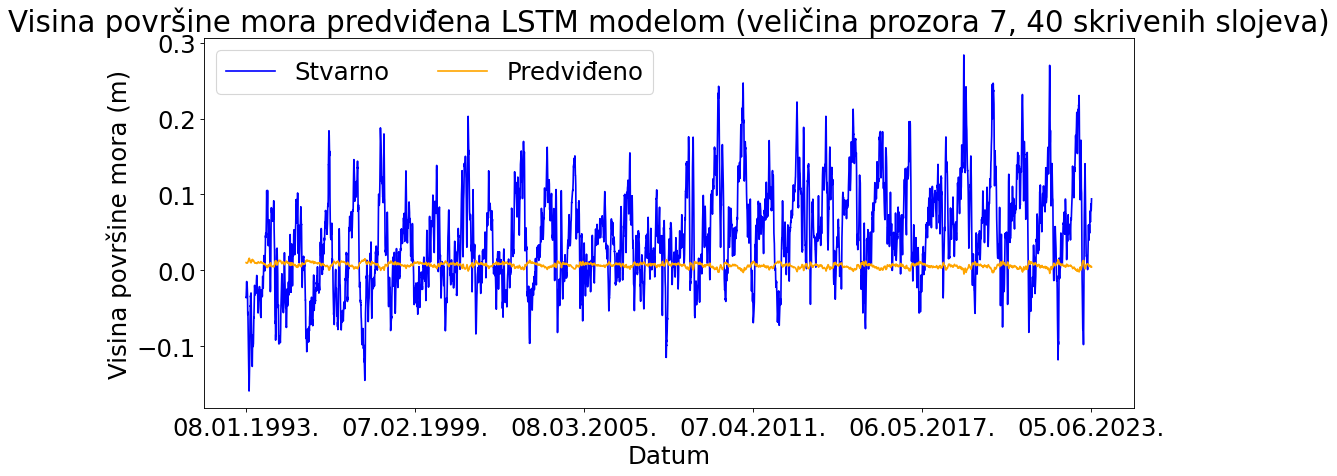 Visina površine mora predviđena LSTM modelom (veličina prozora 7, 40 skrivenih slojeva)
Stvarno
Predviđeno
Visina površine mora (m)
0.3
0.2
0.1
0.0
−0.1
08.01.1993.
07.02.1999.
08.03.2005.
07.04.2011.
06.05.2017.
05.06.2023.
Datum